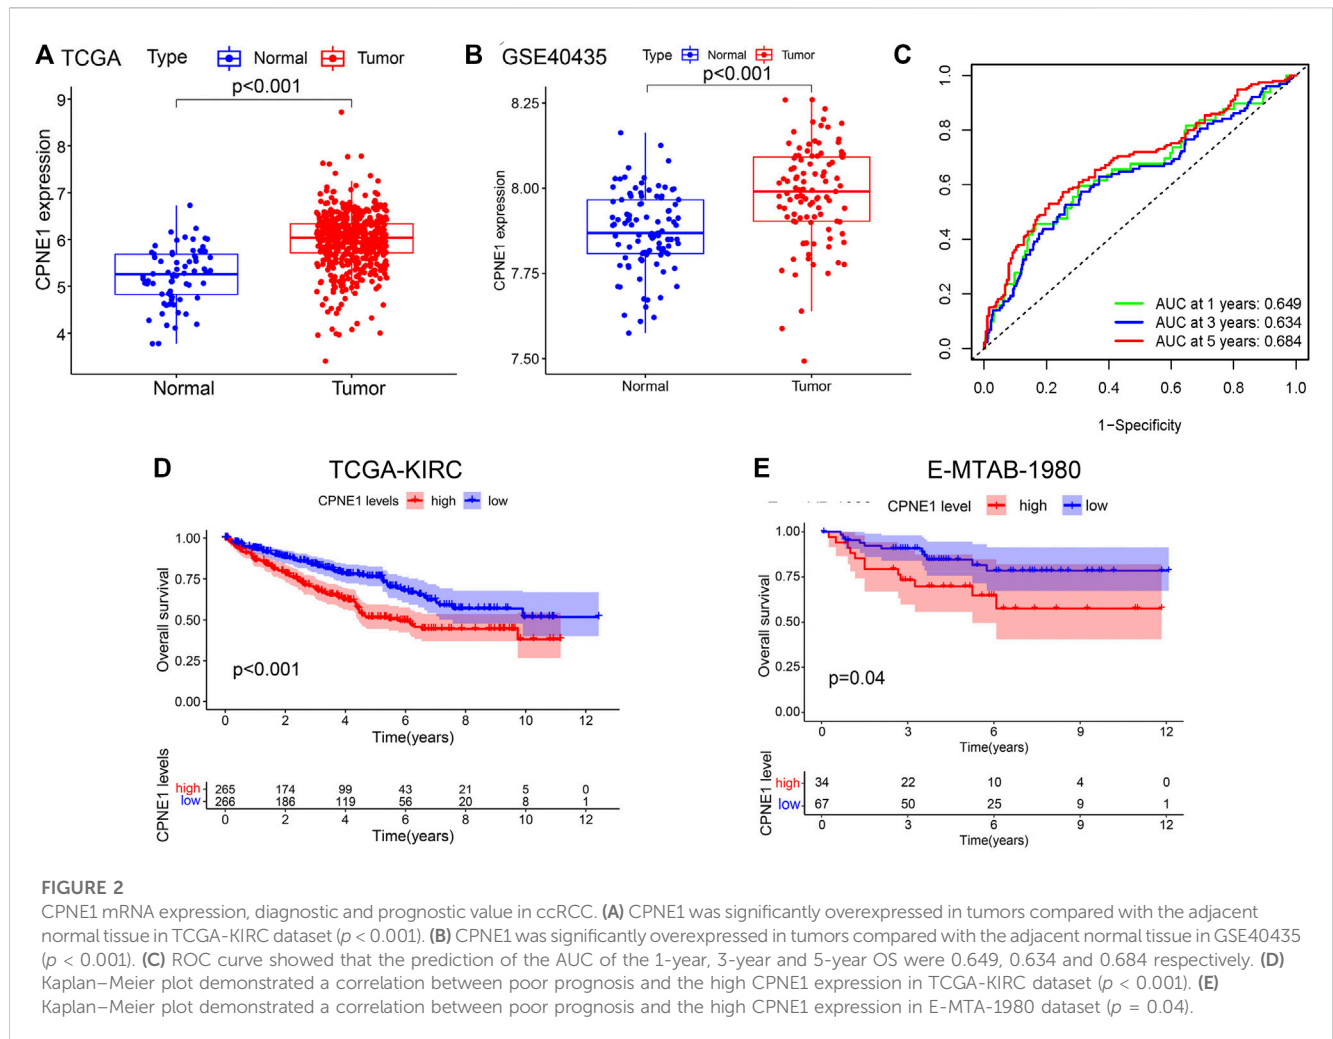 A TCGA Type Normal Tumor
p<0.001
CPNE1 expression
9
8
7
6
5
4
Normal Tumor
B GSE40435 Type Normal Tumor
p<0.001
CPNE1 expression
8.25
8.00
7.75
7.50
Normal Tumor
C
1.0
0.8
0.6
0.4
0.2
0.0
AUC at 1 years: 0.649
AUC at 3 years: 0.634
AUC at 5 years: 0.684
0.0 0.2 0.4 0.6 0.8 1.0
1−Specificity
D TCGA-KIRC
CPNE1 levels high low
Overall survival
1.00
0.75
0.50
0.25
0.00
p<0.001
0 2 4 6 8 10 12
Time(years)
CPNE1 levels
high 265 174 99 43 21 5 0
low 266 186 119 56 20 8 1
0 2 4 6 8 10 12
Time(years)
E E-MTAB-1980
CPNE1 level high low
Overall survival
1.00
0.75
0.50
0.25
0.00
p=0.04
0 3 6 9 12
Time(years)
CPNE1 level
high 34 22 10 4 0
low 67 50 25 9 1
0 3 6 9 12
Time(years)
FIGURE 2
CPNE1 mRNA expression, diagnostic and prognostic value in ccRCC. (A) CPNE1 was significantly overexpressed in tumors compared with the adjacent
normal tissue in TCGA-KIRC dataset (p < 0.001). (B) CPNE1 was significantly overexpressed in tumors compared with the adjacent normal tissue in GSE40435
(p < 0.001). (C) ROC curve showed that the prediction of the AUC of the 1-year, 3-year and 5-year OS were 0.649, 0.634 and 0.684 respectively. (D)
Kaplan–Meier plot demonstrated a correlation between poor prognosis and the high CPNE1 expression in TCGA-KIRC dataset (p < 0.001). (E)
Kaplan–Meier plot demonstrated a correlation between poor prognosis and the high CPNE1 expression in E-MTA-1980 dataset (p = 0.04).